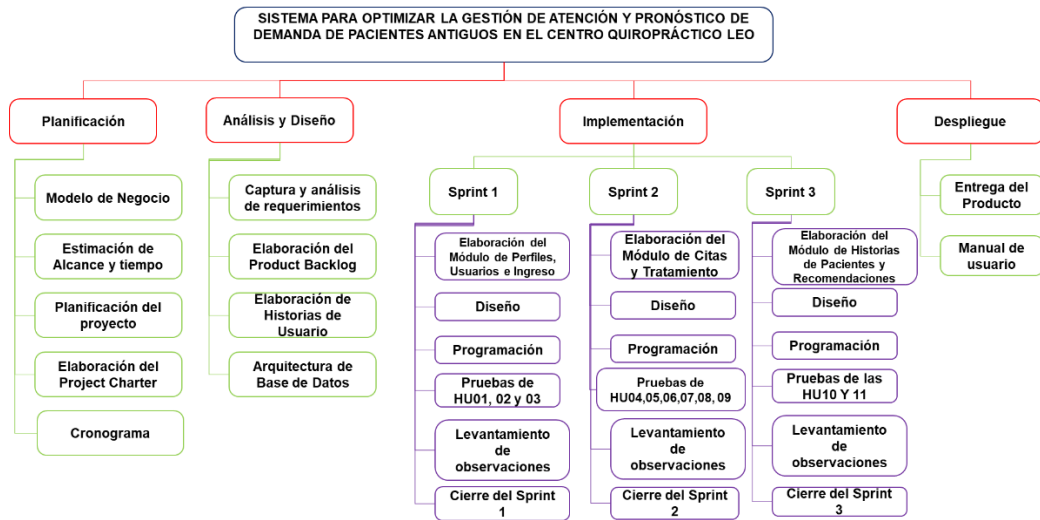 SISTEMA PARA OPTIMIZAR LA GESTIÓN DE ATENCIÓN Y PRONÓSTICO DE
DEMANDA DE PACIENTES ANTIGUOS EN EL CENTRO QUIROPRÁCTICO LEO
Planificación
Análisis y Diseño
Implementación
Despliegue
Modelo de Negocio
Estimación de
Alcance y tiempo
Planificación del
proyecto
Elaboración del
Project Charter
Cronograma
Captura y análisis
de requerimientos
Elaboración del
Product Backlog
Elaboración de
Historias de
Usuario
Arquitectura de
Base de Datos
Sprint 1
Elaboración del
Módulo de Perfiles,
Usuarios e Ingreso
Diseño
Programación
Pruebas de
HU01, 02 y 03
Levantamiento
de
observaciones
Cierre del Sprint
1
Sprint 2
Elaboración del
Módulo de Citas
y Tratamiento
Diseño
Programación
Pruebas de
HU04,05,06,07,08, 09
Levantamiento
de
observaciones
Cierre del Sprint
2
Sprint 3
Elaboración del
Módulo de Historias
de Pacientes y
Recomendaciones
Diseño
Programación
Pruebas de las
HU10 Y 11
Levantamiento
de
observaciones
Cierre del Sprint
3
Entrega del
Producto
Manual de
usuario